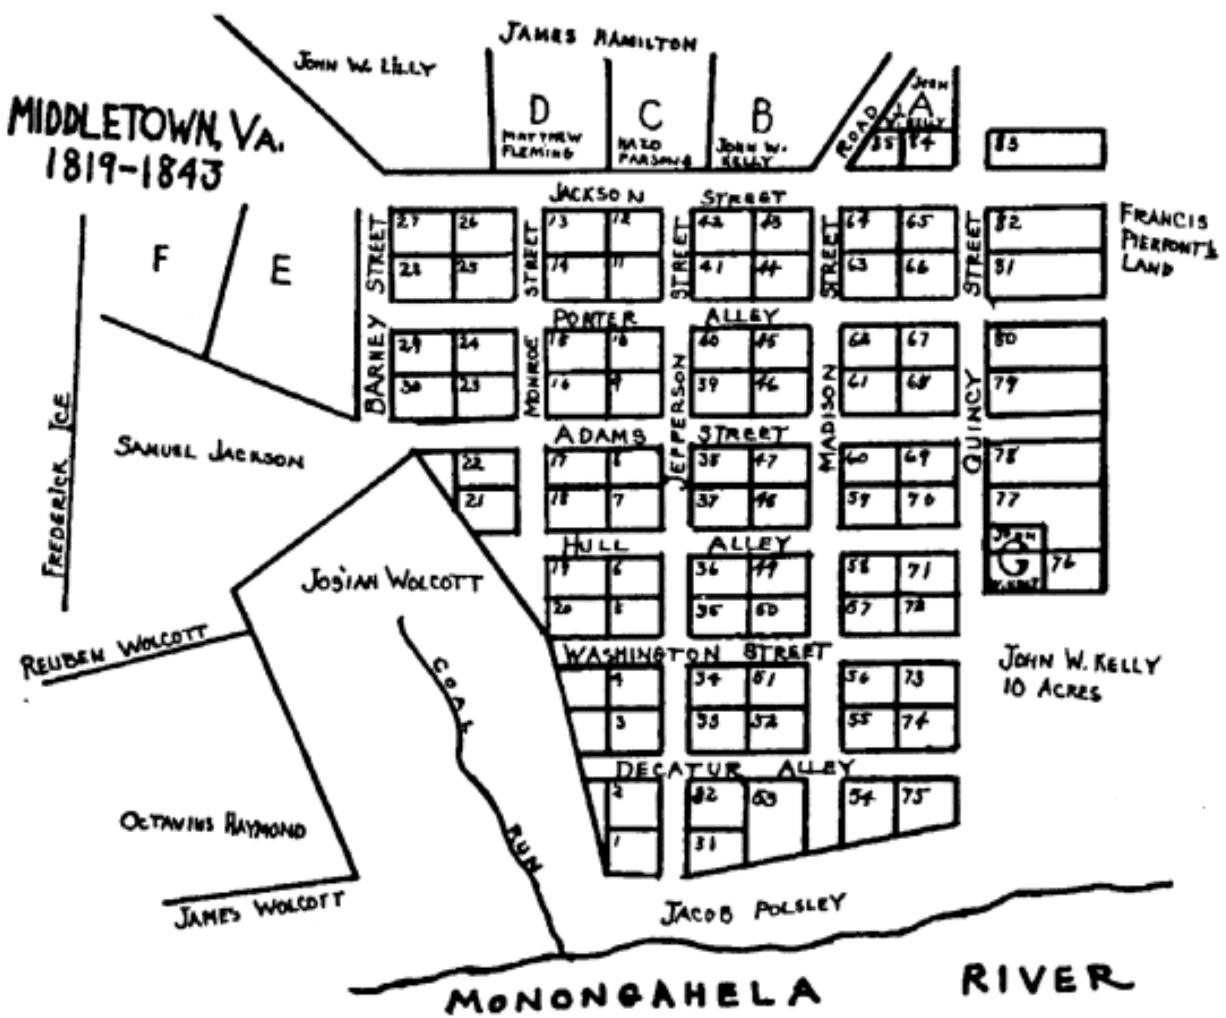 JAMES HAMILTON
JOHN W. LILLY
MIDDLETOWN, VA.
1819-1843
D
MATTHEW
FLEMING
C
PARSONS
B
JOHN W.
KELLY
ROAD
JOHN
A
W. KELLY
85 84
83
JACKSON STREET
27 26 13 12 42 43 64 65 82
FRANCIS
PIERPONT'S
LAND
28 25 14 11 41 44 63 66 81
F
E
BARNEY STREET
MONROE STREET
JEFFERSON STREET
MADISON STREET
QUINCY STREET
PORTER ALLEY
29 24 15 10 40 45 62 67 80
30 23 16 9 39 46 61 68 79
FREDERICK ICE
SAMUEL JACKSON
ADAMS STREET
22 17 8 38 47 60 69 78
21 18 7 37 48 59 70 77
HULL ALLEY
JOHN
G
76
19 6 36 49 58 71
20 5 35 50 57 72
JOSIAH WOLCOTT
REUBEN WOLCOTT
WASHINGTON STREET
JOHN W. KELLY
10 ACRES
4 34 51 56 73
3 33 52 55 74
COAL RUN
DECATUR ALLEY
2 32 53 54 75
1 31
OCTAVIUS HAYMOND
JAMES WOLCOTT
JACOB POLSLEY
MONONGAHELA RIVER